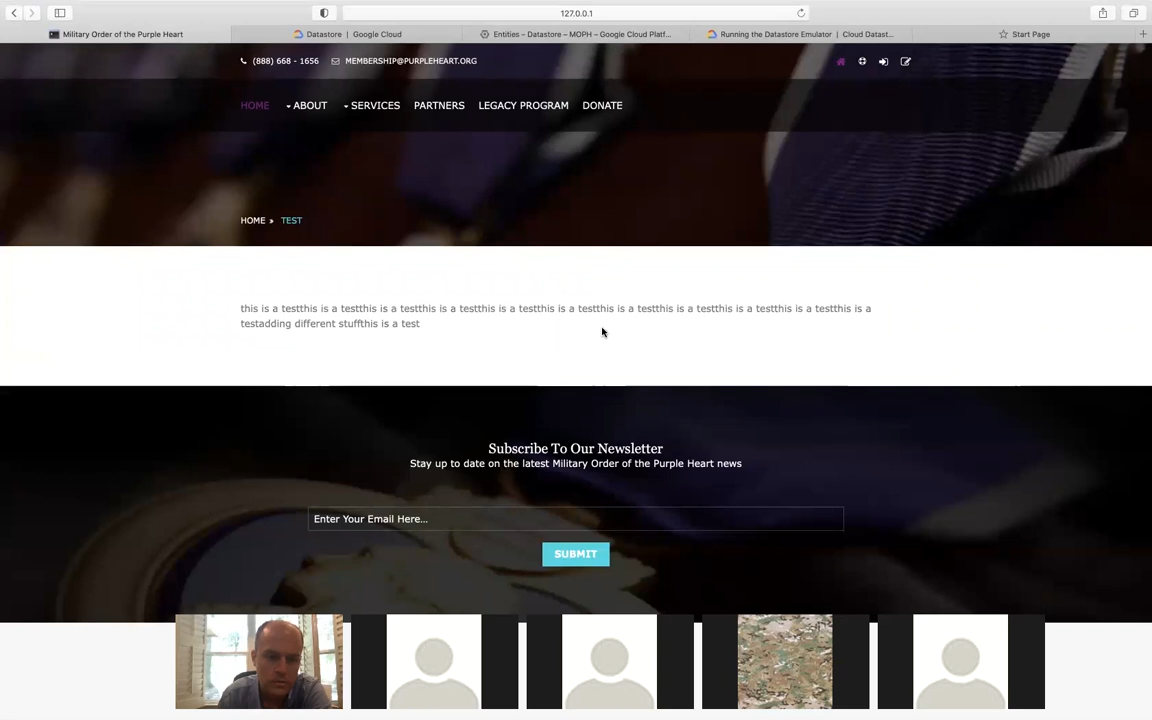 127.0.0.1
Military Order of the Purple Heart
Datastore | Google Cloud
Entities – Datastore – MOPH – Google Cloud Platf...
Running the Datastore Emulator | Cloud Datast...
Start Page
(888) 668 - 1656 MEMBERSHIP@PURPLEHEART.ORG
HOME ABOUT SERVICES PARTNERS LEGACY PROGRAM DONATE
HOME » TEST
this is a testthis is a testthis is a testthis is a testthis is a testthis is a testthis is a testthis is a testthis is a testthis is a testthis is a
testadding different stuffthis is a test
Subscribe To Our Newsletter
Stay up to date on the latest Military Order of the Purple Heart news
Enter Your Email Here...
SUBMIT